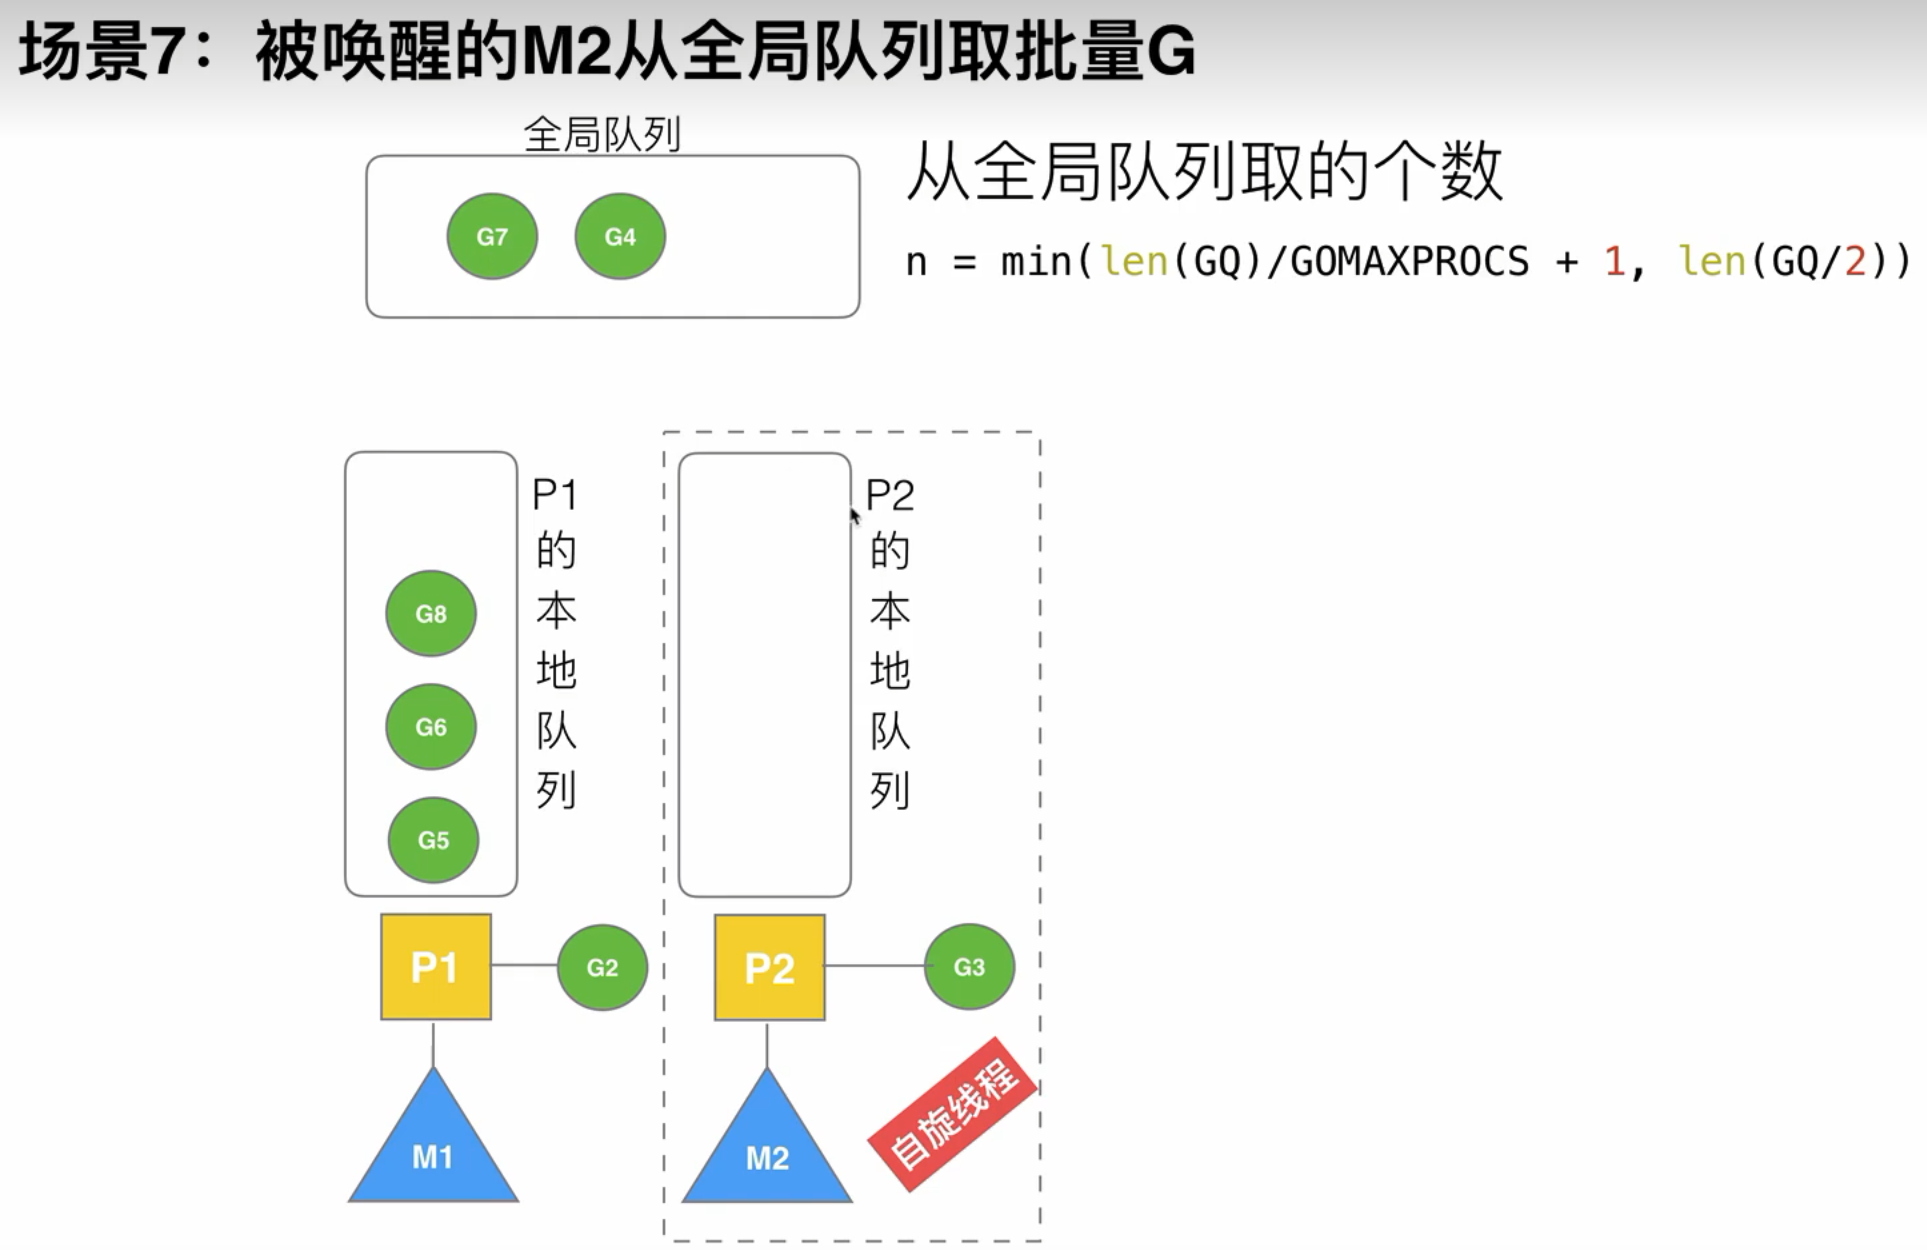 场景7：被唤醒的M2从全局队列取批量G
全局队列
G7
G4
从全局队列取的个数
n = min(len(GQ)/GOMAXPROCS + 1, len(GQ/2))
G8
G6
G5
P1
的
本
地
队
列
P2
的
本
地
队
列
P1
G2
P2
G3
M1
M2
自旋线程